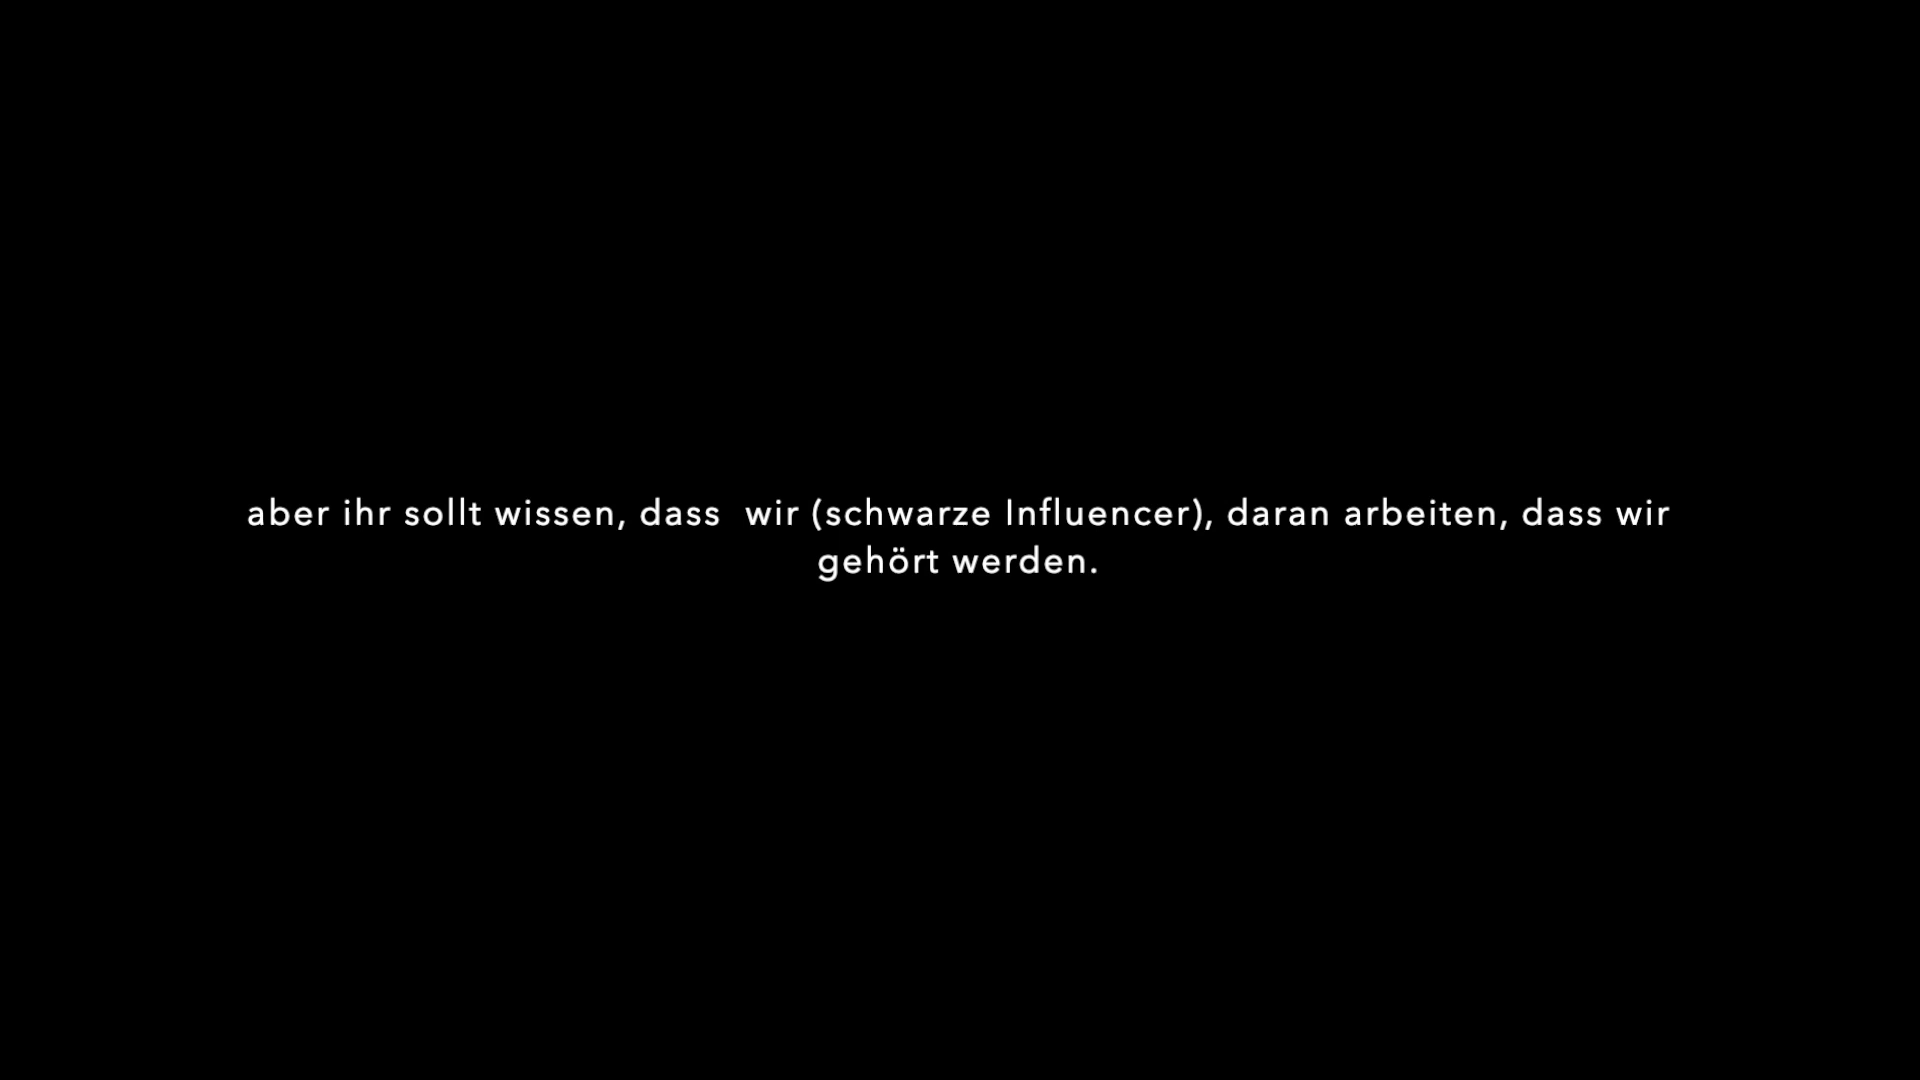 aber ihr sollt wissen, dass  wir (schwarze Influencer), daran arbeiten, dass wir
gehört werden.